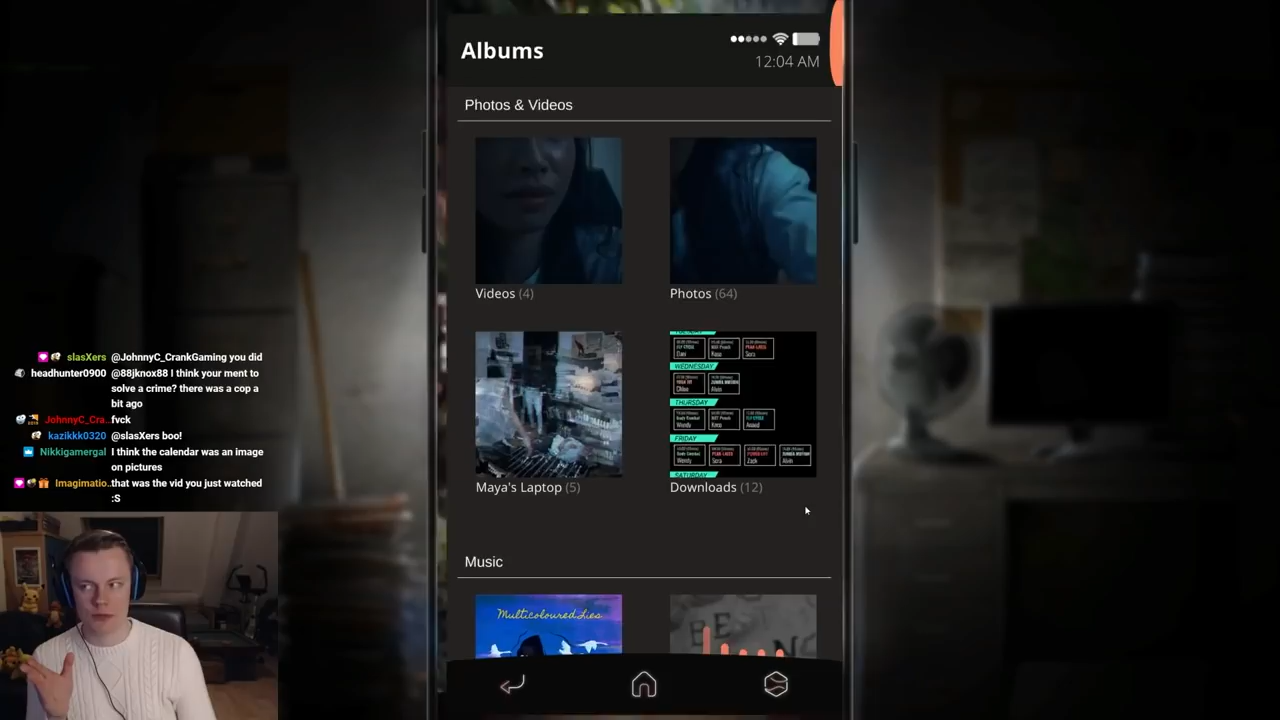 Albums
12:04 AM
Photos & Videos
Videos (4)
Photos (64)
WEDNESDAY
THURSDAY
FRIDAY
Maya's Laptop (5)
Downloads (12)
Music
Multicoloured Lies
slasXers @JohnnyC_CrankGaming you did
headhunter0900 @88jknox88 I think your ment to
solve a crime? there was a cop a
bit ago
JohnnyC_Cra.. fvck
kazikkk0320 @slasXers boo!
Nikkigamergal I think the calendar was an image
on pictures
Imagimatio.. that was the vid you just watched
:S